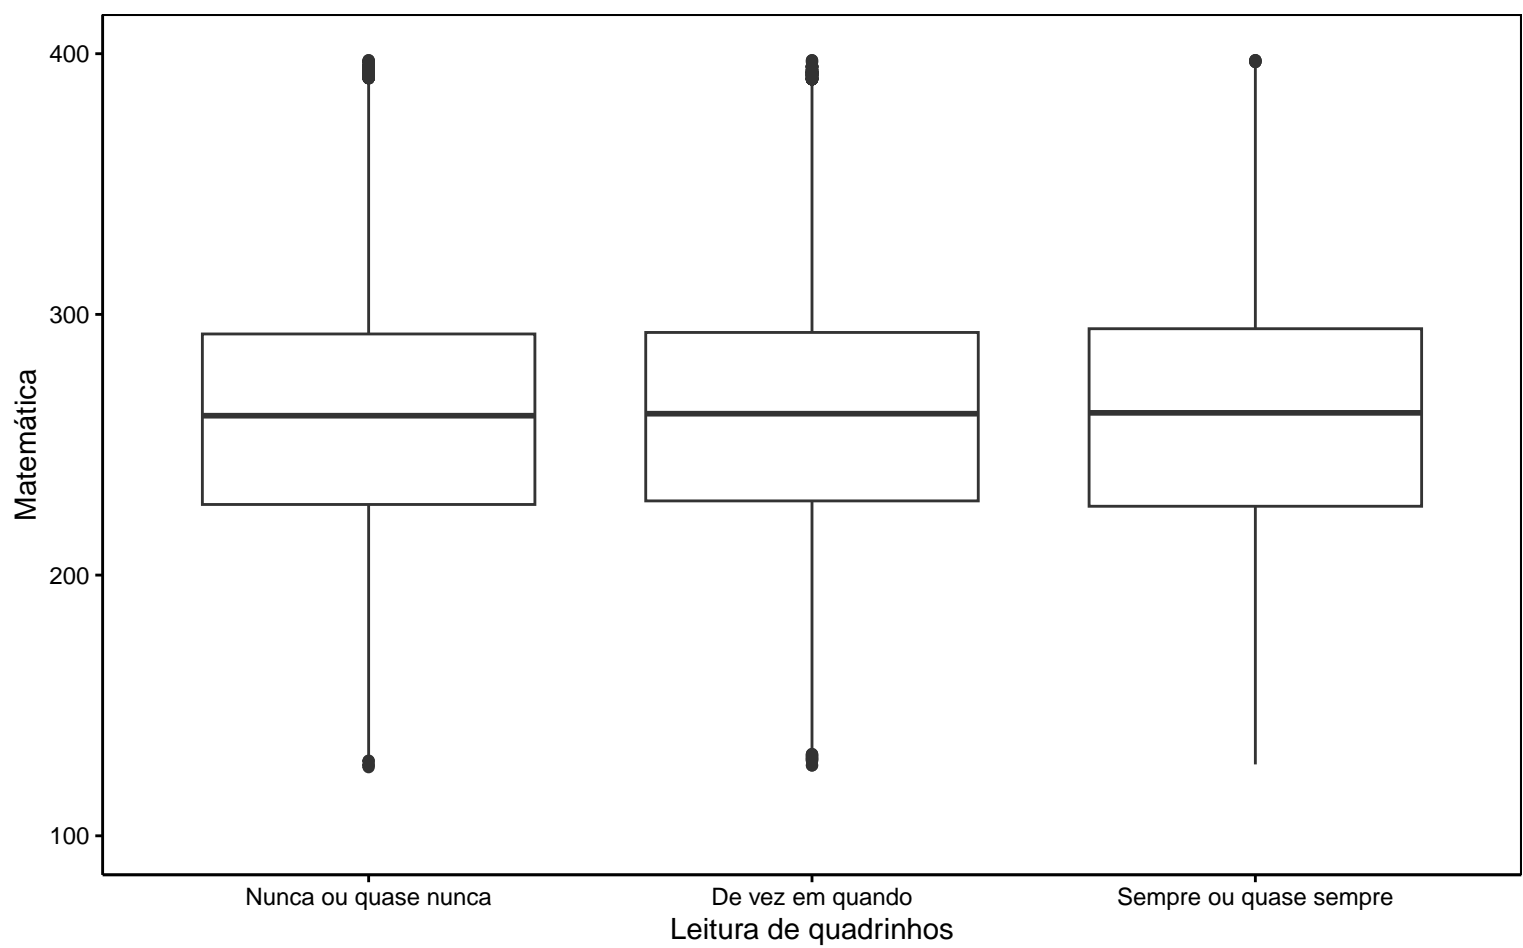 400
300
200
100
Matemática
Nunca ou quase nunca
De vez em quando
Sempre ou quase sempre
Leitura de quadrinhos